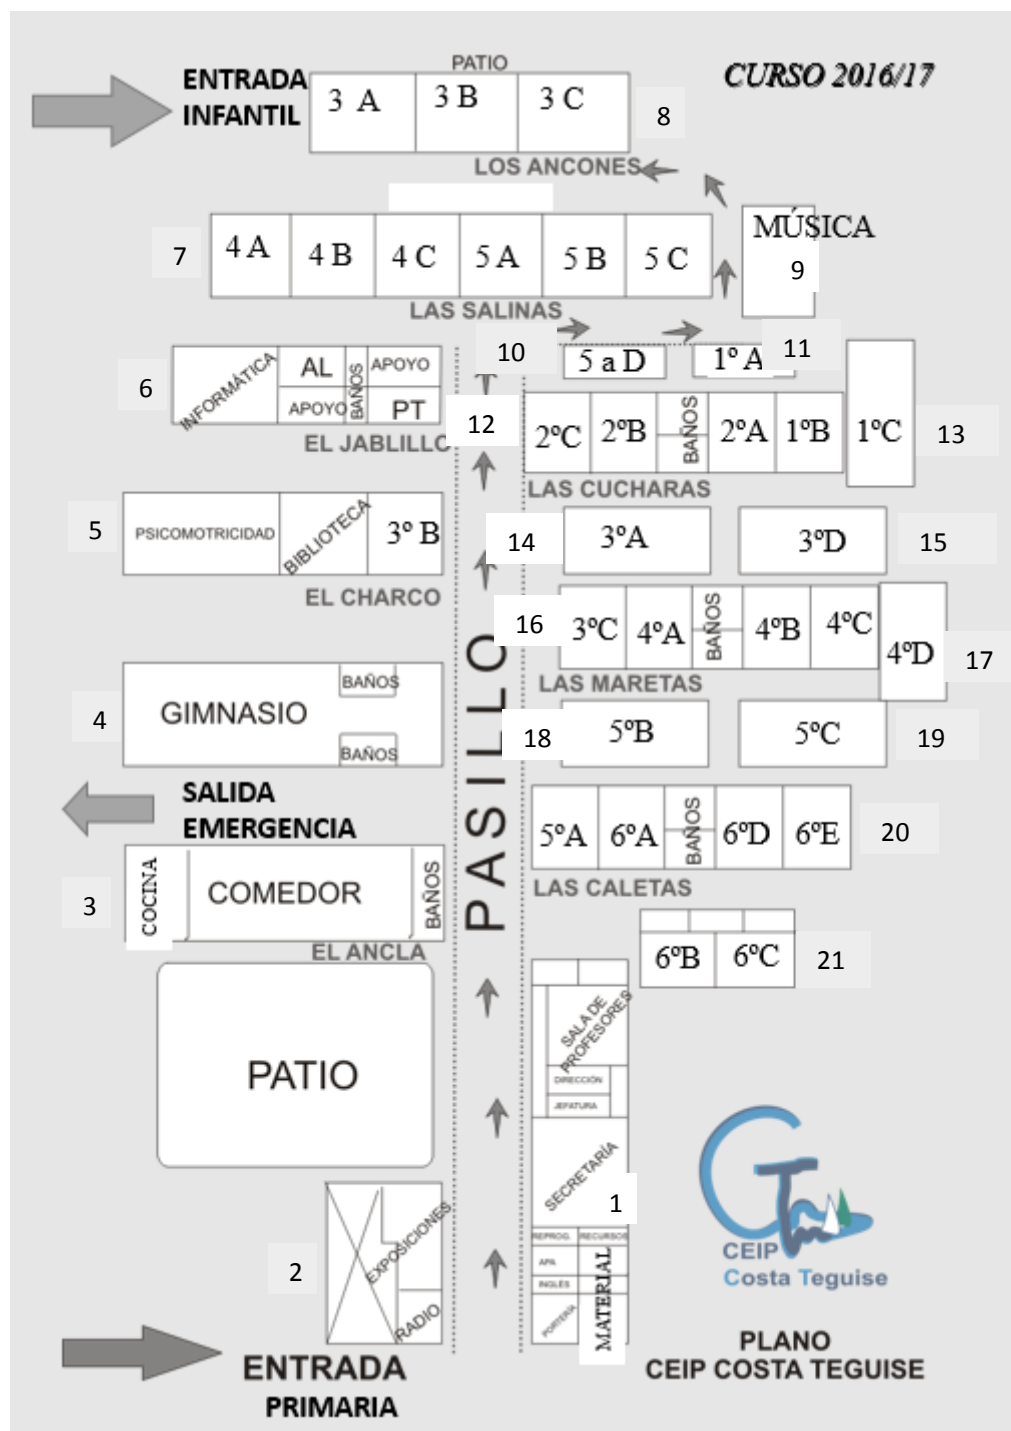 PATIO
CURSO 2016/17
ENTRADA
INFANTIL
3 A
3 B
3 C
8
LOS ANCONES
MÚSICA
9
7
4 A
4 B
4 C
5 A
5 B
5 C
LAS SALINAS
10
5 a D
1º A
11
6
INFORMÁTICA
AL
BAÑOS
APOYO
APOYO
PT
EL JABLILLO
12
2ºC
2ºB
BAÑOS
2ºA
1ºB
1ºC
13
LAS CUCHARAS
5
PSICOMOTRICIDAD
BIBLIOTECA
3º B
EL CHARCO
14
3ºA
3ºD
15
16
3ºC
4ºA
BAÑOS
4ºB
4ºC
4ºD
17
LAS MARETAS
4
GIMNASIO
BAÑOS
BAÑOS
PASILLO
18
5ºB
5ºC
19
SALIDA
EMERGENCIA
5ºA
6ºA
BAÑOS
6ºD
6ºE
20
LAS CALETAS
3
COCINA
COMEDOR
BAÑOS
EL ANCLA
6ºB
6ºC
21
PATIO
SALA DE
PROFESORES
DIRECCIÓN
JEFATURA
SECRETARÍA
1
REPROG.
RECURSOS
APA
INGLÉS
PORTERÍA
MATERIAL
2
EXPOSICIONES
RADIO
CEIP
Costa Teguise
ENTRADA
PRIMARIA
PLANO
CEIP COSTA TEGUISE